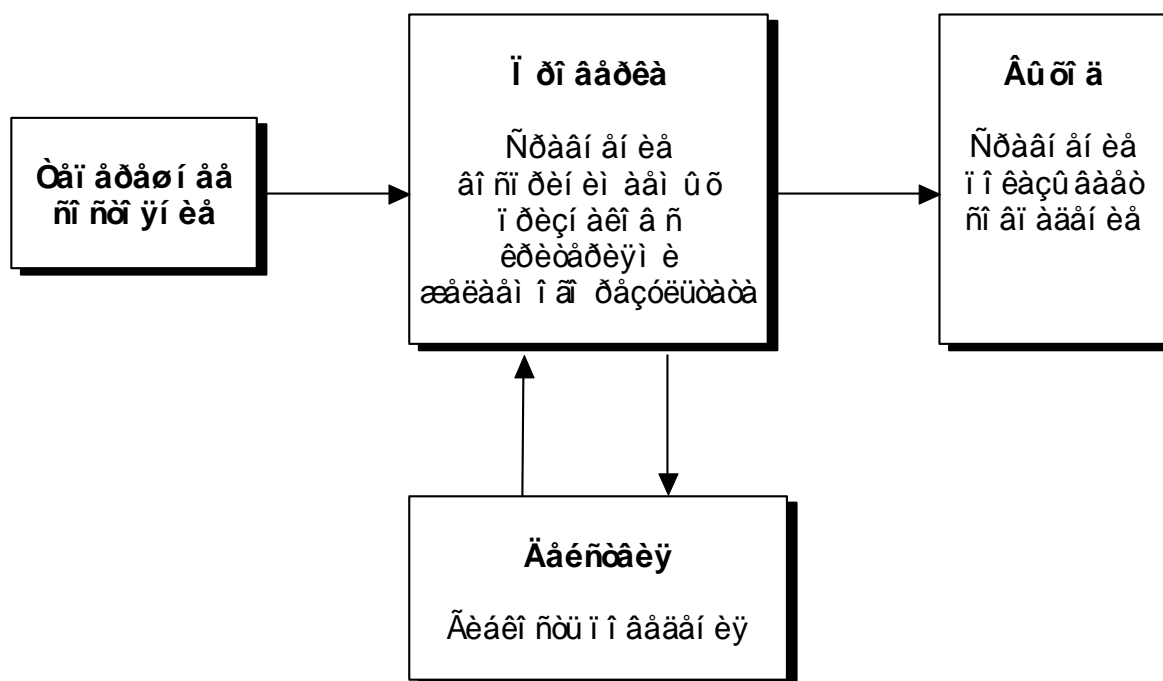 Òåï åðåøí åå
ñî ñòî ÿí èå
Ï ðî âåðêà
Ñðàâí åí èå
âî ñï ðèí èì àåì ûõ
ï ðèçí àêî â ñ
êðèòåðèÿì è
æåëàåì î ãî ðåçóëüòàòà
Âû õî ä
Ñðàâí åí èå
ï î êàçû âàåò
ñî âï àäåí èå
Äåéñòâèÿ
Ãèáêî ñòü ï î âåäåí èÿ